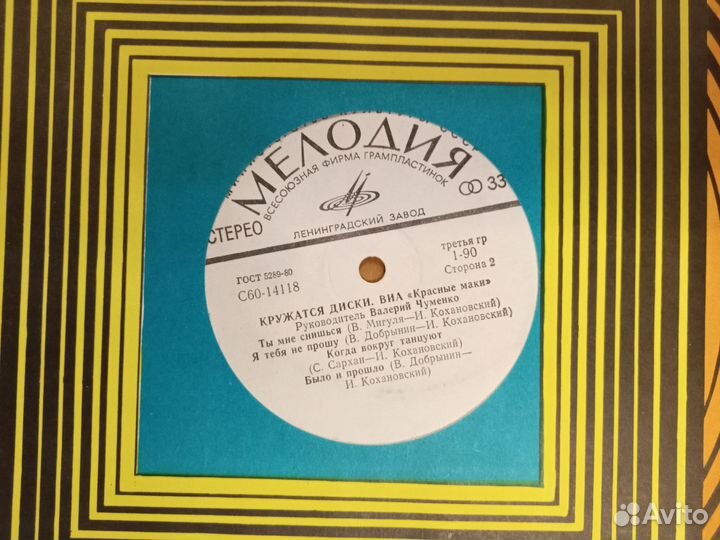 МЕЛОДИЯ
ВСЕСОЮЗНАЯ ФИРМА ГРАМПЛАСТИНОК
СТЕРЕО
33
ЛЕНИНГРАДСКИЙ ЗАВОД
ГОСТ 5289-80
С60-14118
третья гр
1-90
Сторона 2
КРУЖАТСЯ ДИСКИ. ВИА «Красные маки»
Руководитель Валерий Чуменко
Ты мне снишься (В. Мигуля—И. Кохановский)
Я тебя не прошу (В. Добрынин—И. Кохановский)
Когда вокруг танцуют
(С. Сархан—И. Кохановский)
Было и прошло (В. Добрынин—
И. Кохановский)
Avito